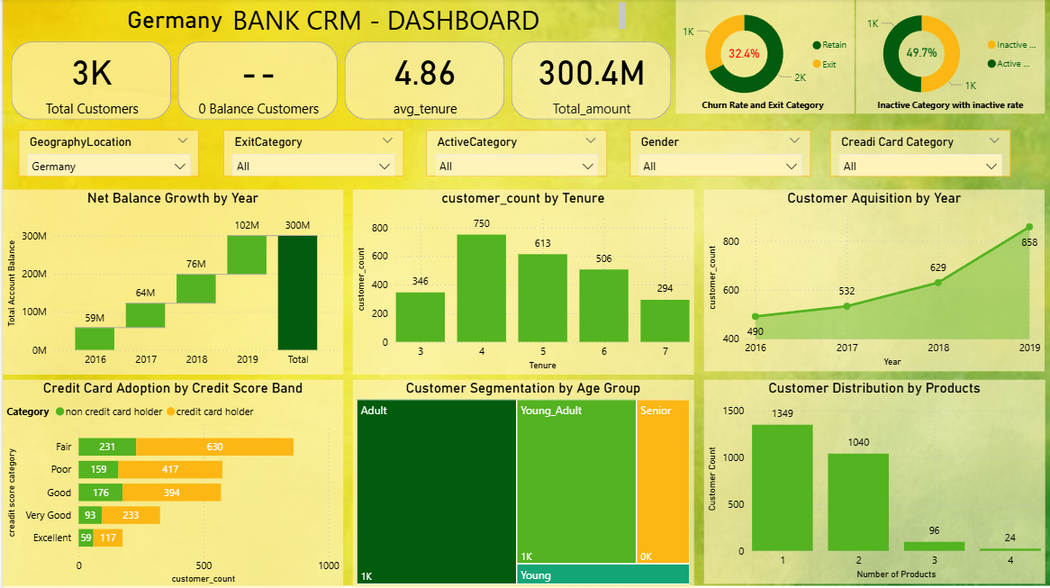 Germany BANK CRM - DASHBOARD
3K
Total Customers
--
0 Balance Customers
4.86
avg_tenure
300.4M
Total_amount
1K
32.4%
2K
Retain
Exit
Churn Rate and Exit Category
1K
49.7%
1K
Inactive ...
Active ...
Inactive Category with inactive rate
GeographyLocation
Germany
ExitCategory
All
ActiveCategory
All
Gender
All
Creadi Card Category
All
Net Balance Growth by Year
Total Account Balance
300M
200M
100M
0M
59M
64M
76M
102M
300M
2016
2017
2018
2019
Total
customer_count by Tenure
customer_count
800
600
400
200
0
346
750
613
506
294
3
4
5
6
7
Tenure
Customer Aquisition by Year
customer_count
800
600
400
490
532
629
858
2016
2017
2018
2019
Year
Credit Card Adoption by Credit Score Band
Category non credit card holder credit card holder
creadit score category
Fair 231 630
Poor 159 417
Good 176 394
Very Good 93 233
Excellent 59 117
0 500 1000
customer_count
Customer Segmentation by Age Group
Adult
1K
Young_Adult
1K
Senior
0K
Young
Customer Distribution by Products
Customer Count
1500
1000
500
0
1349
1040
96
24
1
2
3
4
Number of Products